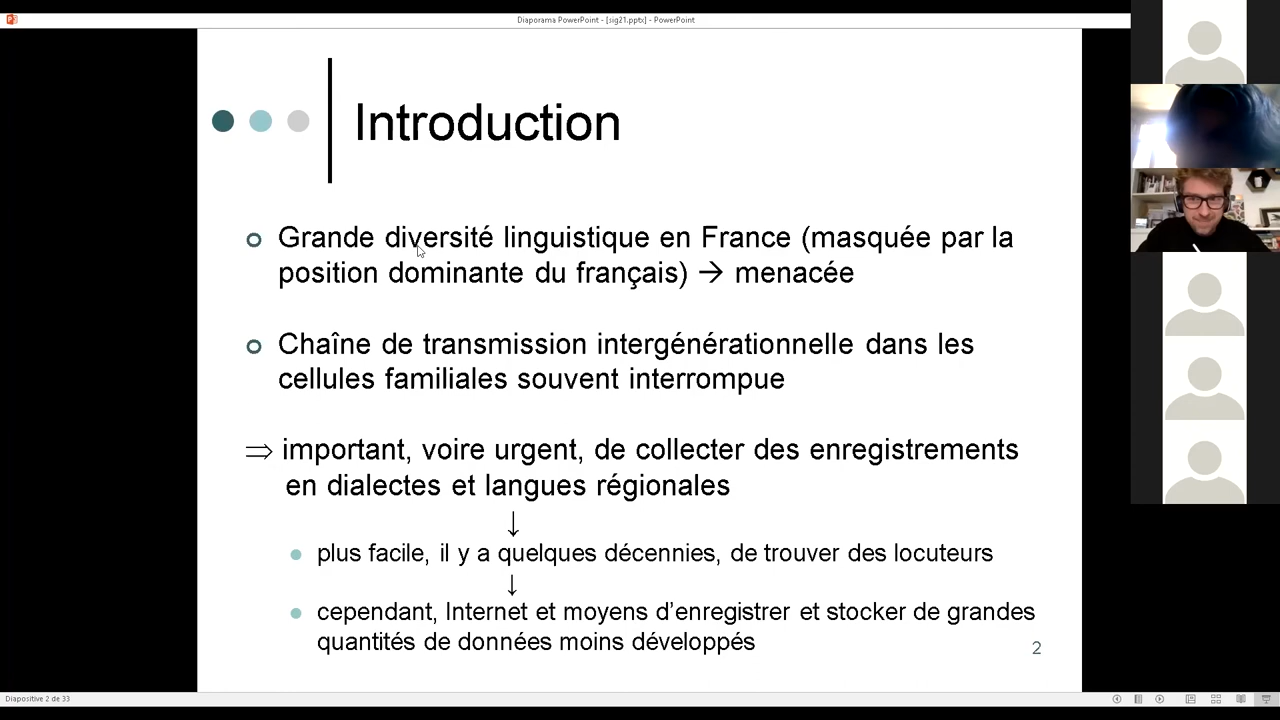 Diaporama PowerPoint - [sig21.pptx] - PowerPoint
Introduction
Grande diversité linguistique en France (masquée par la
position dominante du français) → menacée
Chaîne de transmission intergénérationnelle dans les
cellules familiales souvent interrompue
⇒ important, voire urgent, de collecter des enregistrements
en dialectes et langues régionales
↓
plus facile, il y a quelques décennies, de trouver des locuteurs
↓
cependant, Internet et moyens d’enregistrer et stocker de grandes
quantités de données moins développés
2
Diapositive 2 de 33